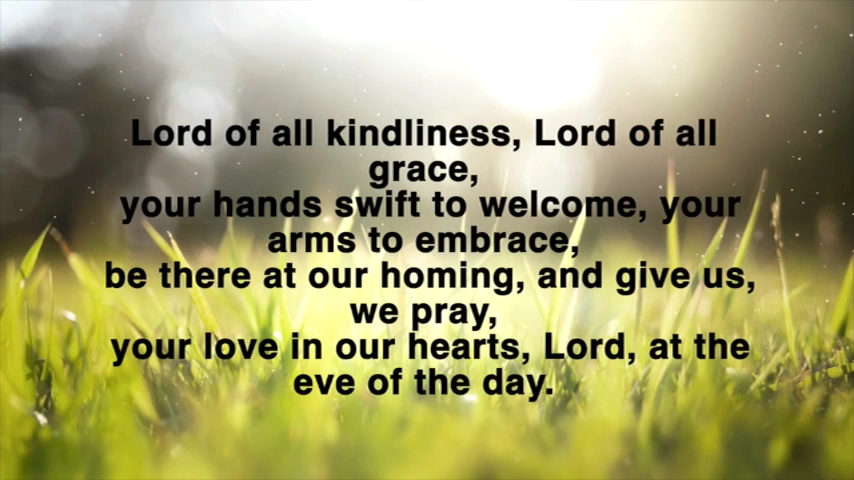 Lord of all kindliness, Lord of all
grace,
your hands swift to welcome, your
arms to embrace,
be there at our homing, and give us,
we pray,
your love in our hearts, Lord, at the
eve of the day.